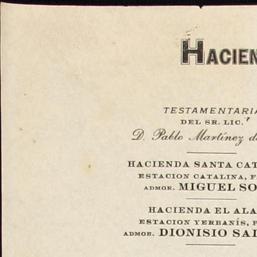 HACIEN
TESTAMENTARIA
DEL SR. LIC.
D. Pablo Martínez d
HACIENDA SANTA CAT
ESTACION CATALINA, F
ADMOR. MIGUEL SO
HACIENDA EL ALA
ESTACION YERBANÍS, F
ADMOR. DIONISIO SAL